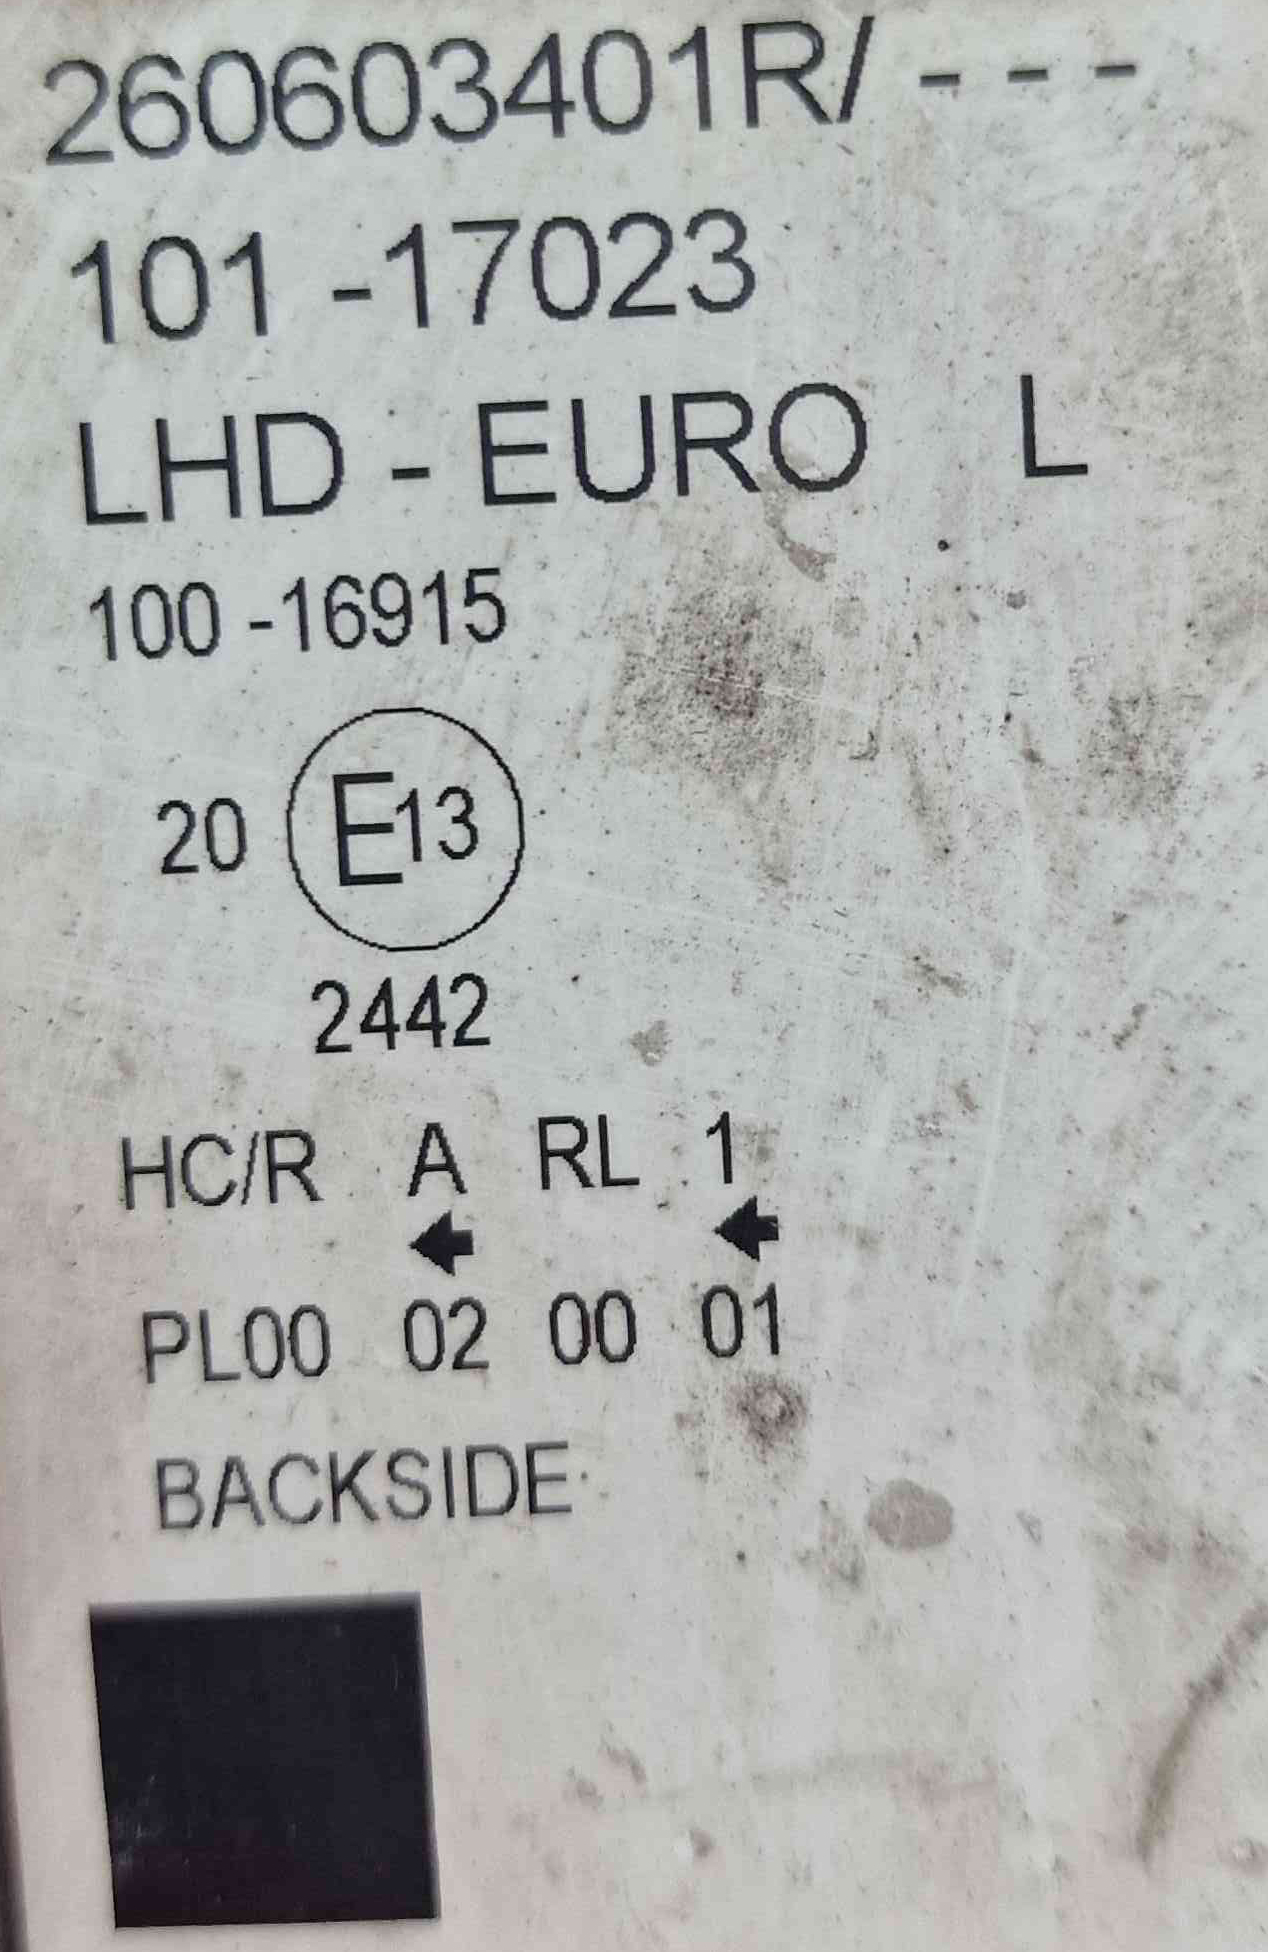 260603401R/ - - -
101 -17023
LHD - EURO L
100 -16915
20 E13
2442
HC/R A RL 1
PL00 02 00 01
BACKSIDE